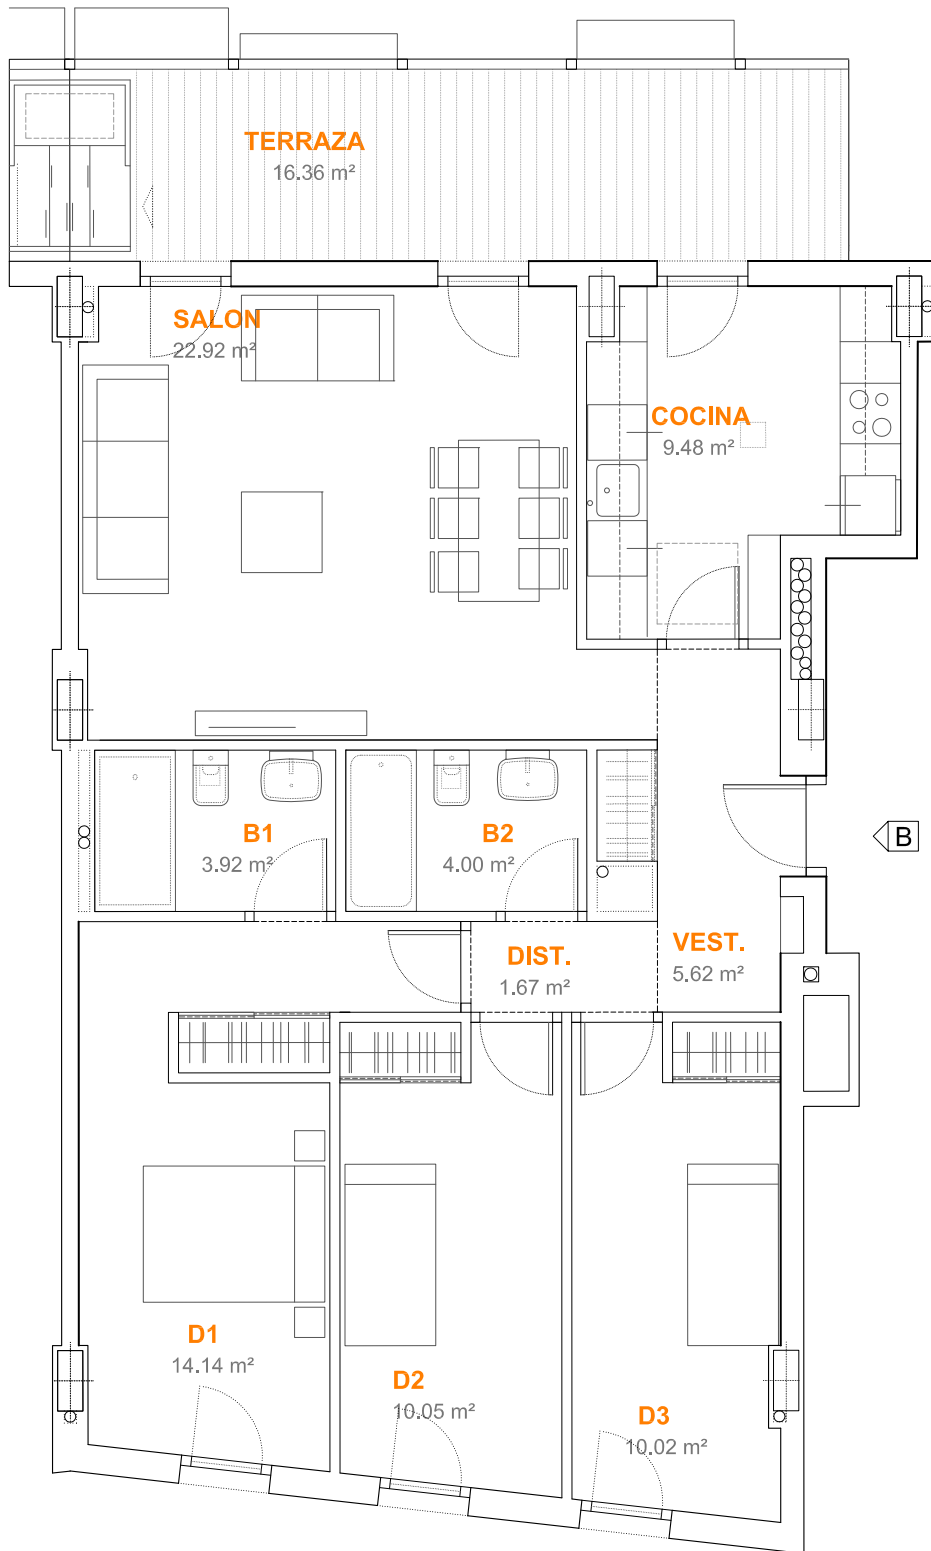 TERRAZA
16.36 m²
SALON
22.92 m²
COCINA
9.48 m²
B1
3.92 m²
B2
4.00 m²
B
DIST.
1.67 m²
VEST.
5.62 m²
D1
14.14 m²
D2
10.05 m²
D3
10.02 m²